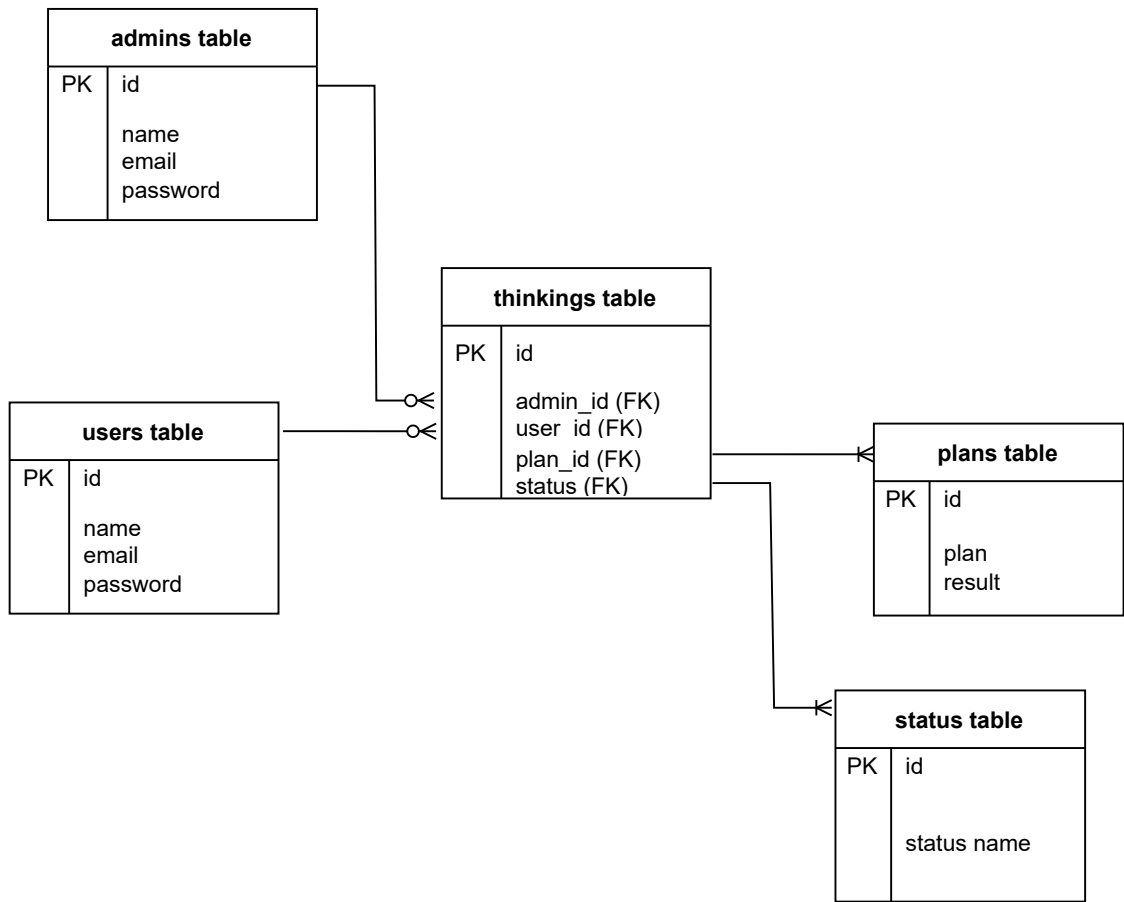 admins table
PK id
name
email
password
thinkings table
PK id
admin_id (FK)
user_id (FK)
plan_id (FK)
status (FK)
users table
PK id
name
email
password
plans table
PK id
plan
result
status table
PK id
status name